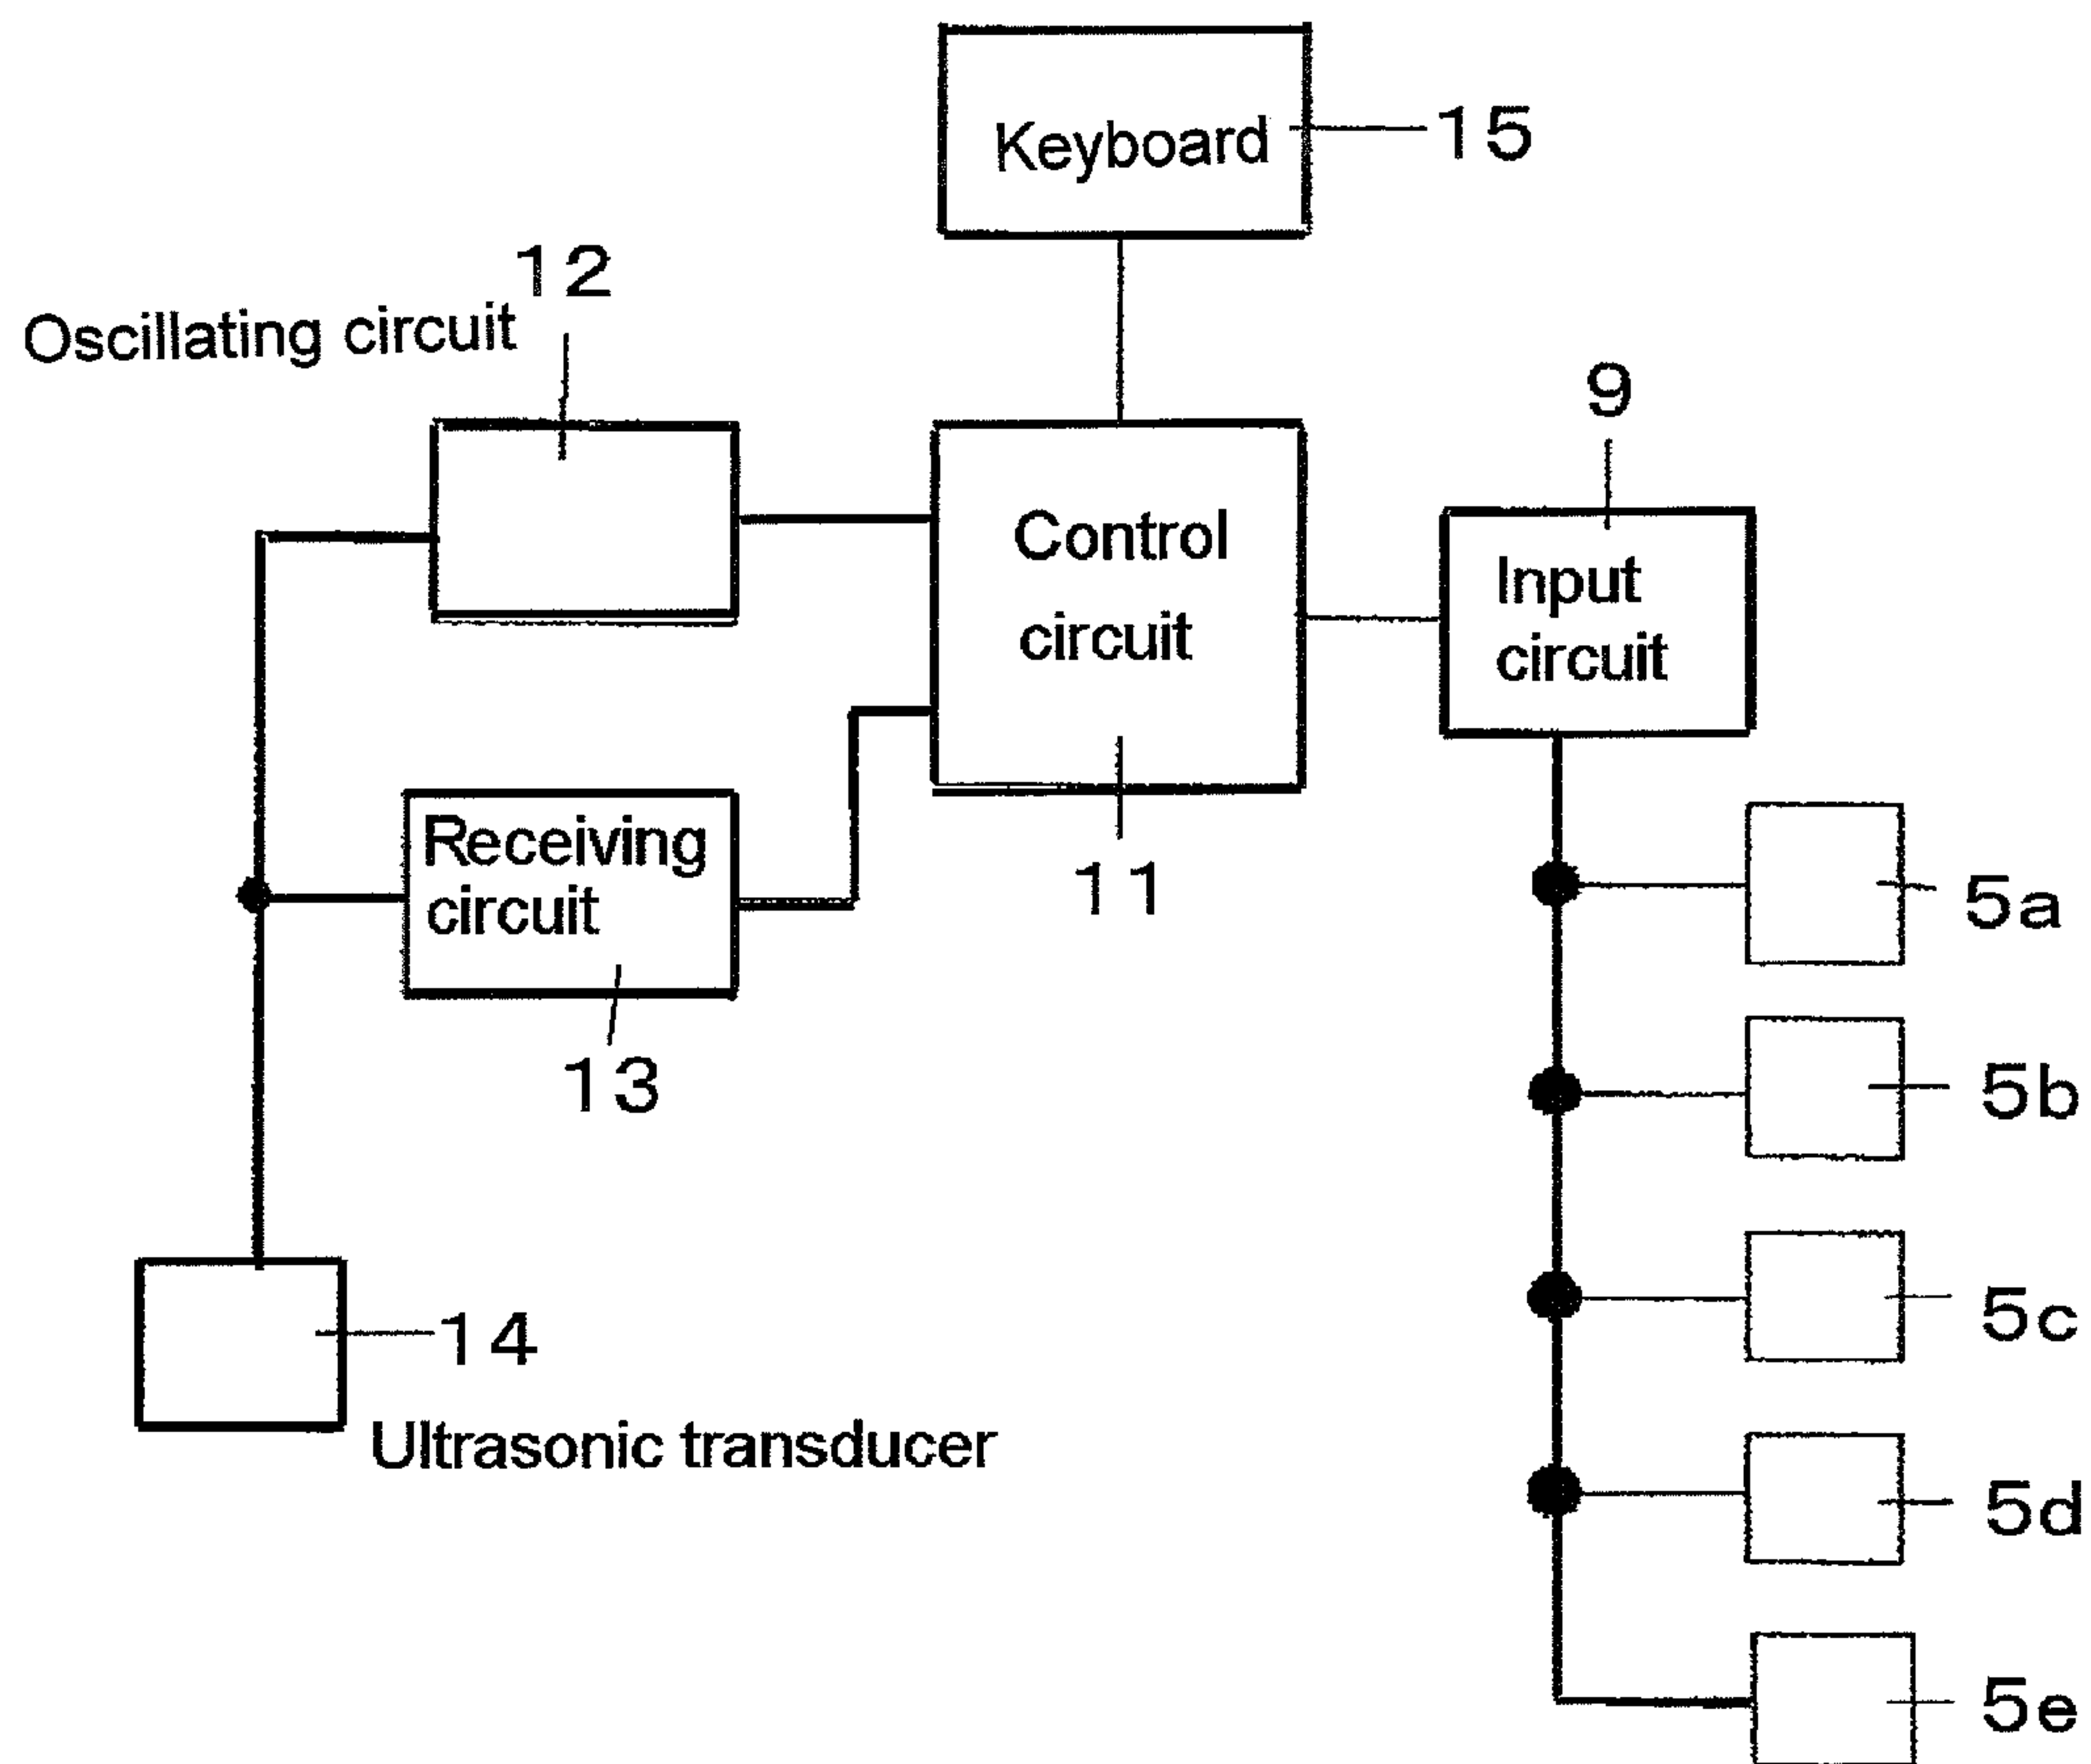 Keyboard
15
12
Oscillating circuit
9
Control
circuit
Input
circuit
Receiving
circuit
11
5a
13
5b
14
5c
Ultrasonic transducer
5d
5e